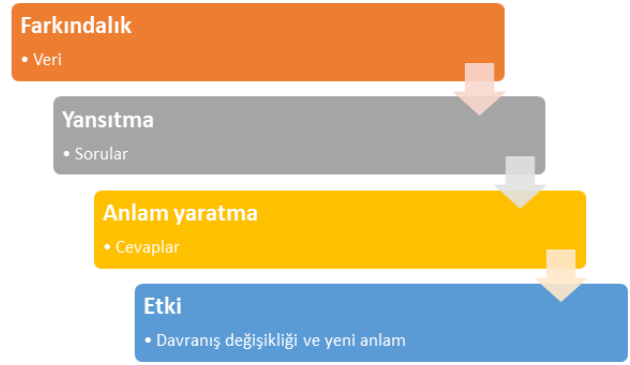 Farkındalık
• Veri
Yansıtma
• Sorular
Anlam yaratma
• Cevaplar
Etki
• Davranış değişikliği ve yeni anlam